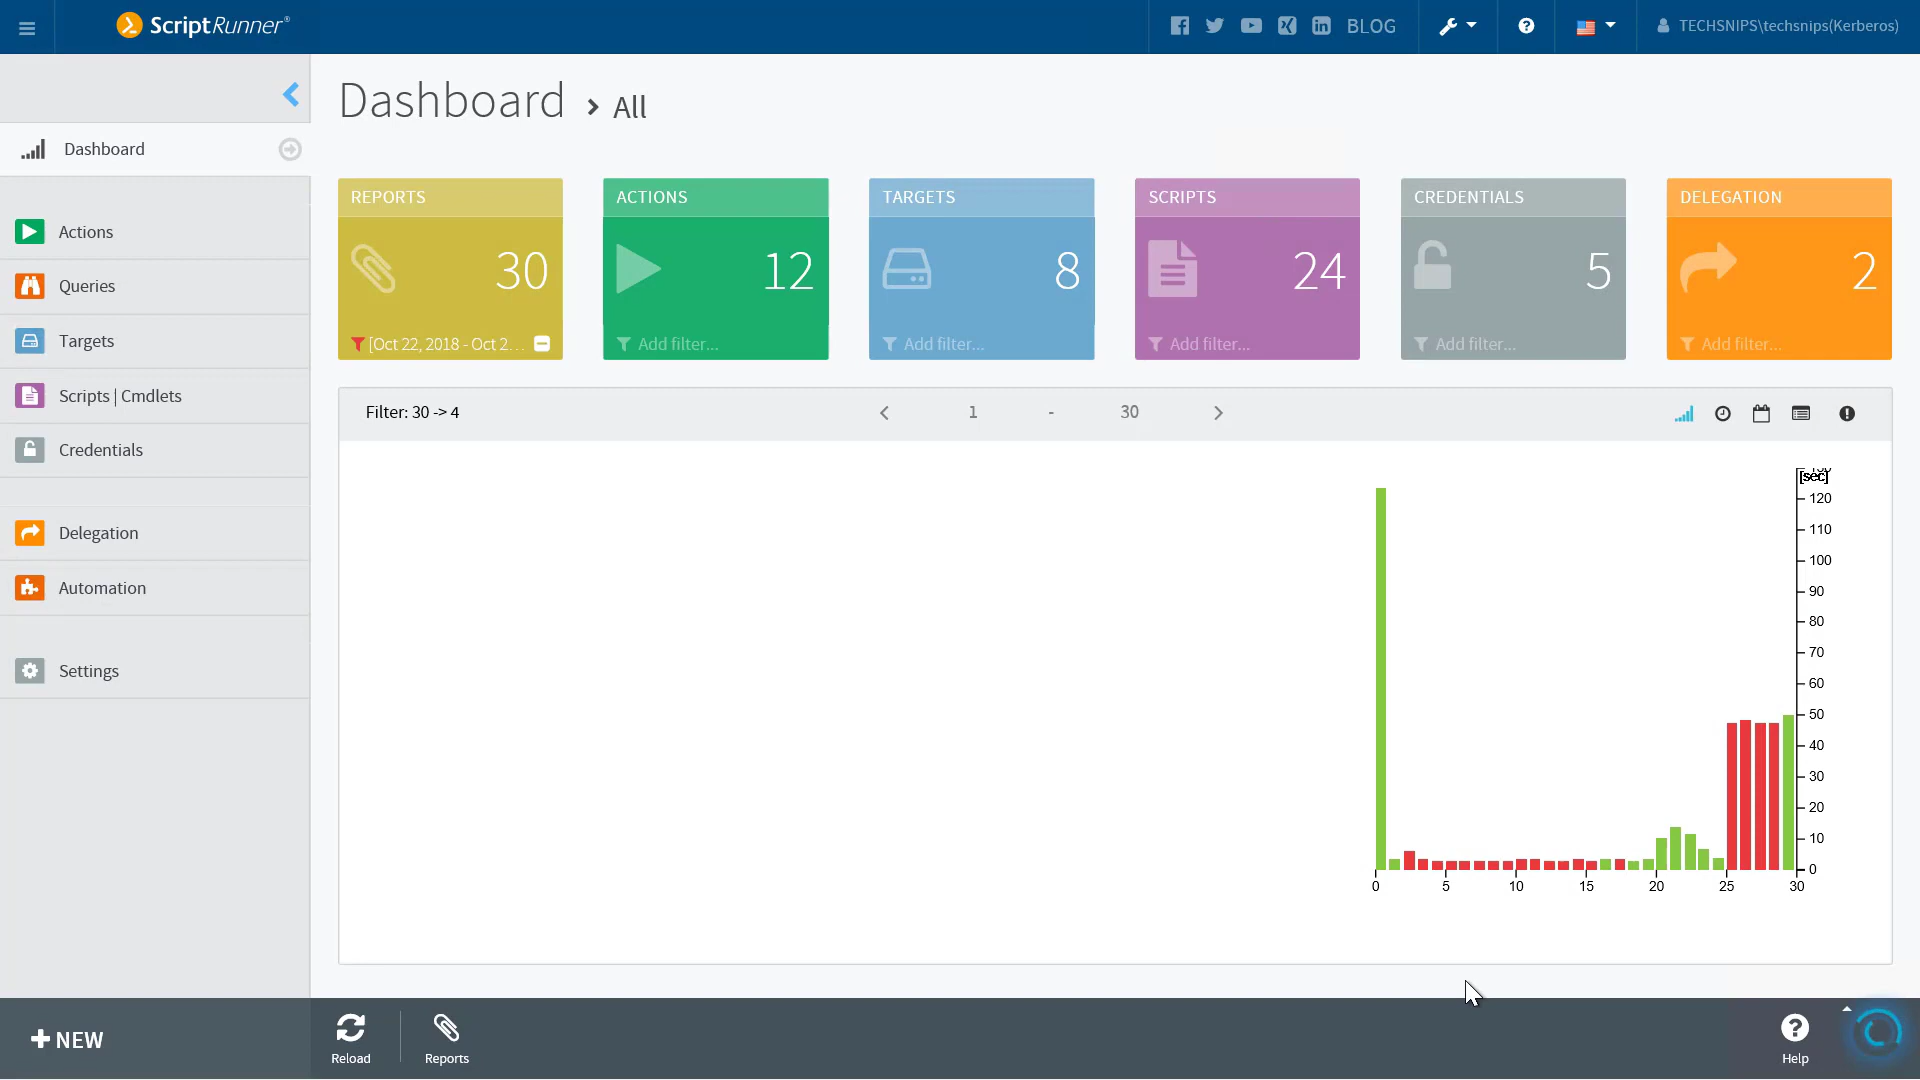 ScriptRunner®
BLOG
TECHSNIPS\techsnips(Kerberos)
Dashboard > All
Dashboard
Actions
Queries
Targets
Scripts | Cmdlets
Credentials
Delegation
Automation
Settings
REPORTS
30
[Oct 22, 2018 - Oct 2...
ACTIONS
12
Add filter...
TARGETS
8
Add filter...
SCRIPTS
24
Add filter...
CREDENTIALS
5
Add filter...
DELEGATION
2
Add filter...
Filter: 30 -> 4
1 - 30
[sec]
120
110
100
90
80
70
60
50
40
30
20
10
0
0 5 10 15 20 25 30
NEW
Reload
Reports
Help